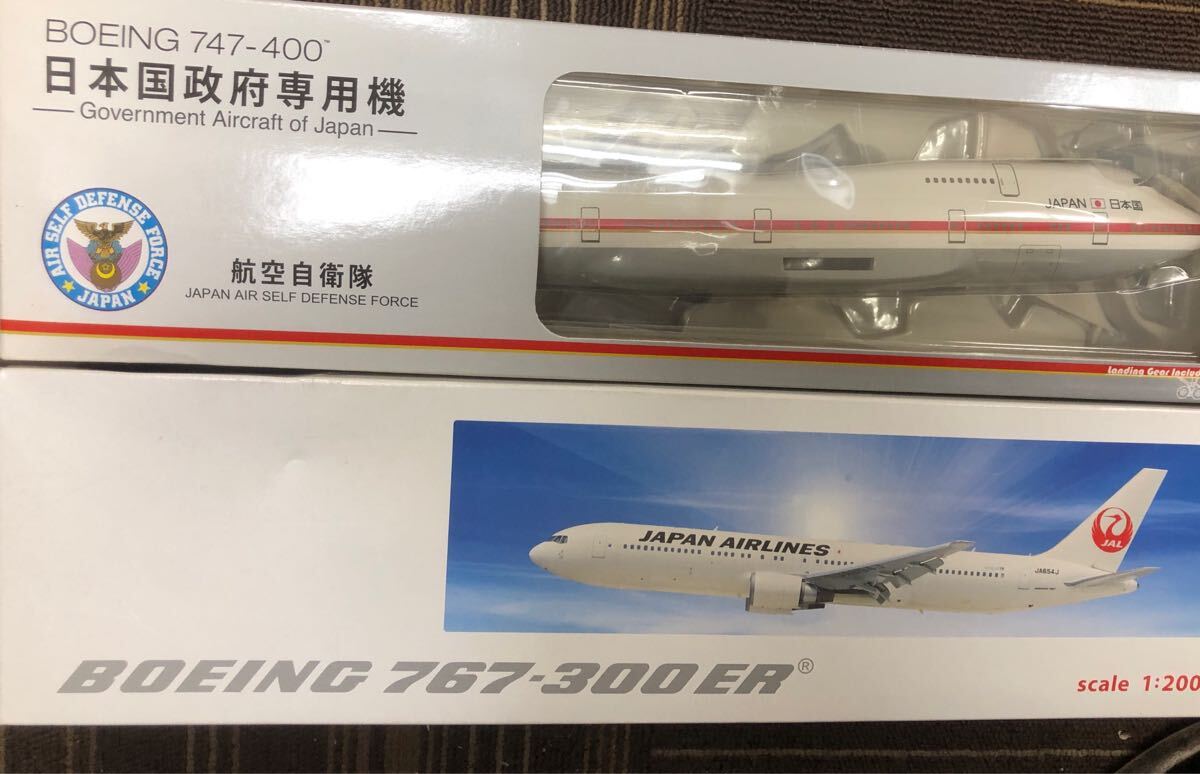 BOEING 747-400™
日本国政府専用機
Government Aircraft of Japan
AIR SELF DEFENSE FORCE
JAPAN
航空自衛隊
JAPAN AIR SELF DEFENSE FORCE
JAPAN 日本国
Landing Gear Includ
JAPAN AIRLINES
JAL
JA654J
BOEING 767-300ER®
scale 1:200